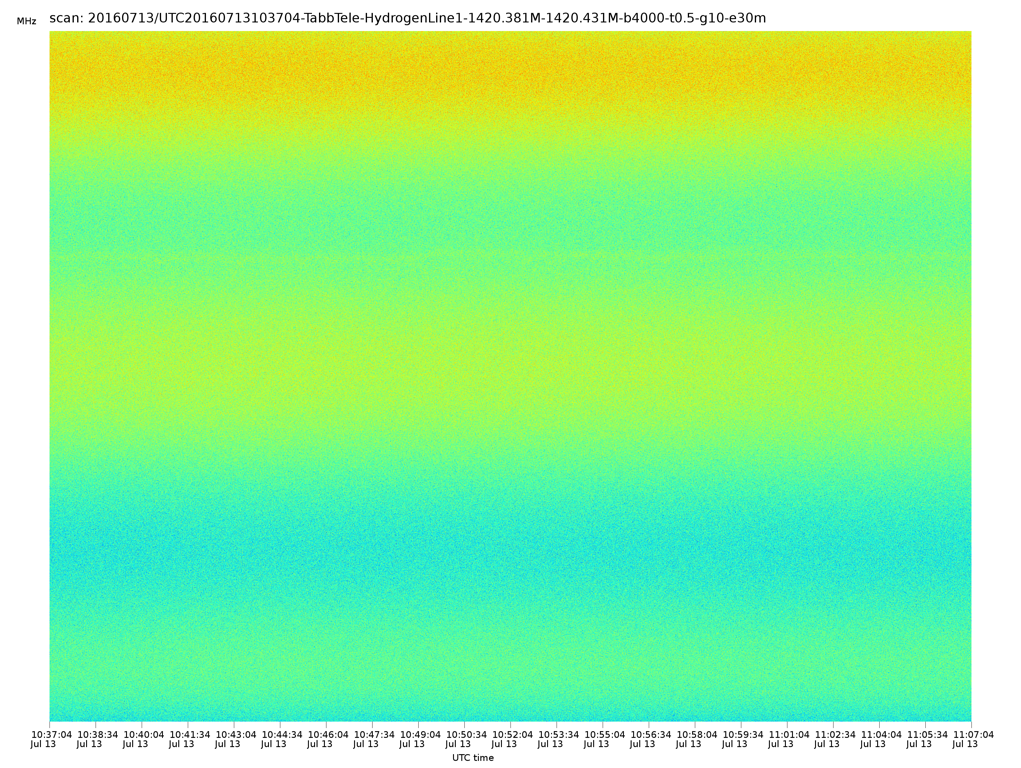 MHz scan: 20160713/UTC20160713103704-TabbTele-HydrogenLine1-1420.381M-1420.431M-b4000-t0.5-g10-e30m
10:37:04 10:38:34 10:40:04 10:41:34 10:43:04 10:44:34 10:46:04 10:47:34 10:49:04 10:50:34 10:52:04 10:53:34 10:55:04 10:56:34 10:58:04 10:59:34 11:01:04 11:02:34 11:04:04 11:05:34 11:07:04
Jul 13 Jul 13 Jul 13 Jul 13 Jul 13 Jul 13 Jul 13 Jul 13 Jul 13 Jul 13 Jul 13 Jul 13 Jul 13 Jul 13 Jul 13 Jul 13 Jul 13 Jul 13 Jul 13 Jul 13 Jul 13
UTC time